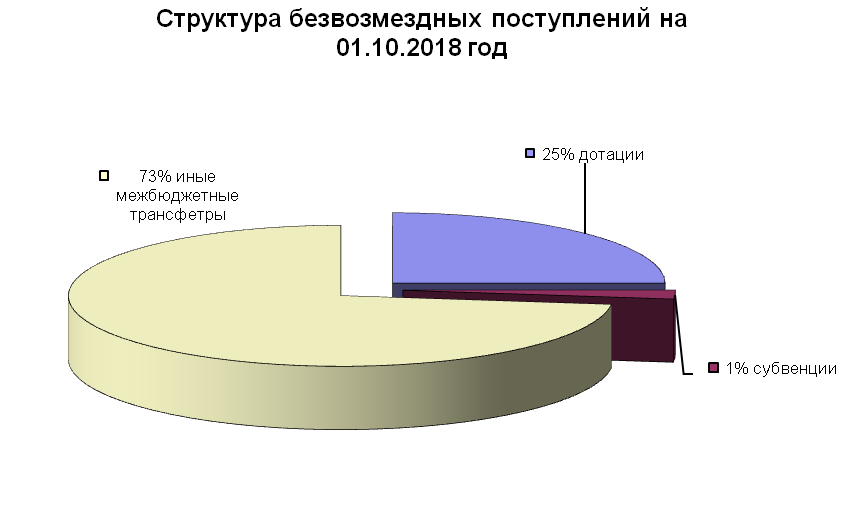 Структура безвозмездных поступлений на
01.10.2018 год
25% дотации
73% иные
межбюджетные
трансфетры
1% субвенции